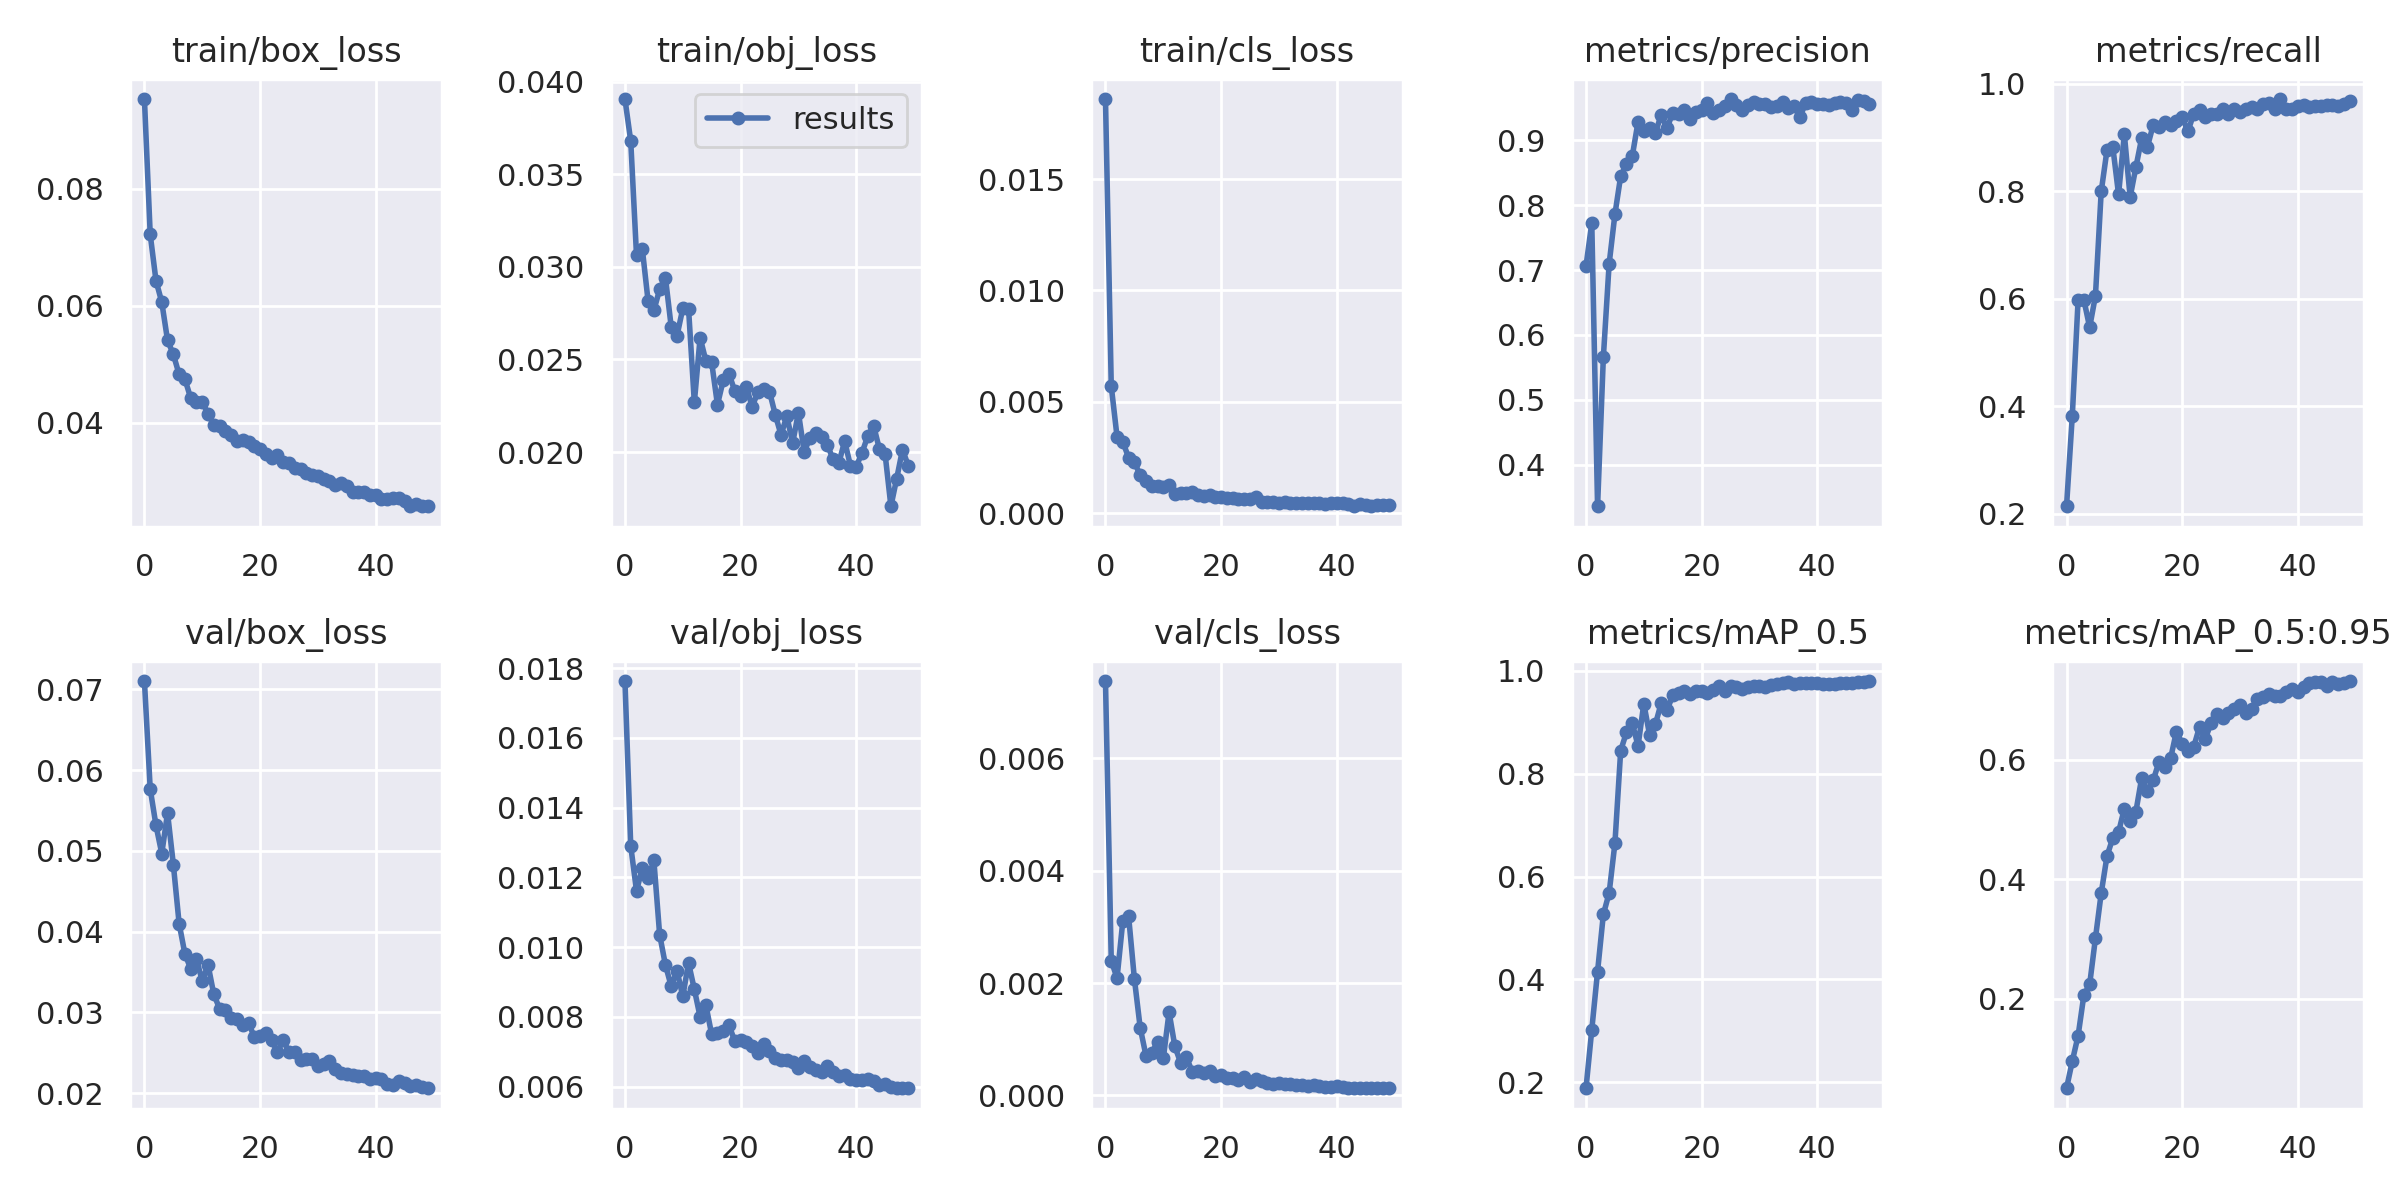 train/box_loss
0.08
0.06
0.04
0 20 40
train/obj_loss
results
0.040
0.035
0.030
0.025
0.020
0 20 40
train/cls_loss
0.015
0.010
0.005
0.000
0 20 40
metrics/precision
0.9
0.8
0.7
0.6
0.5
0.4
0 20 40
metrics/recall
1.0
0.8
0.6
0.4
0.2
0 20 40
val/box_loss
0.07
0.06
0.05
0.04
0.03
0.02
0 20 40
val/obj_loss
0.018
0.016
0.014
0.012
0.010
0.008
0.006
0 20 40
val/cls_loss
0.006
0.004
0.002
0.000
0 20 40
metrics/mAP_0.5
1.0
0.8
0.6
0.4
0.2
0 20 40
metrics/mAP_0.5:0.95
0.6
0.4
0.2
0 20 40